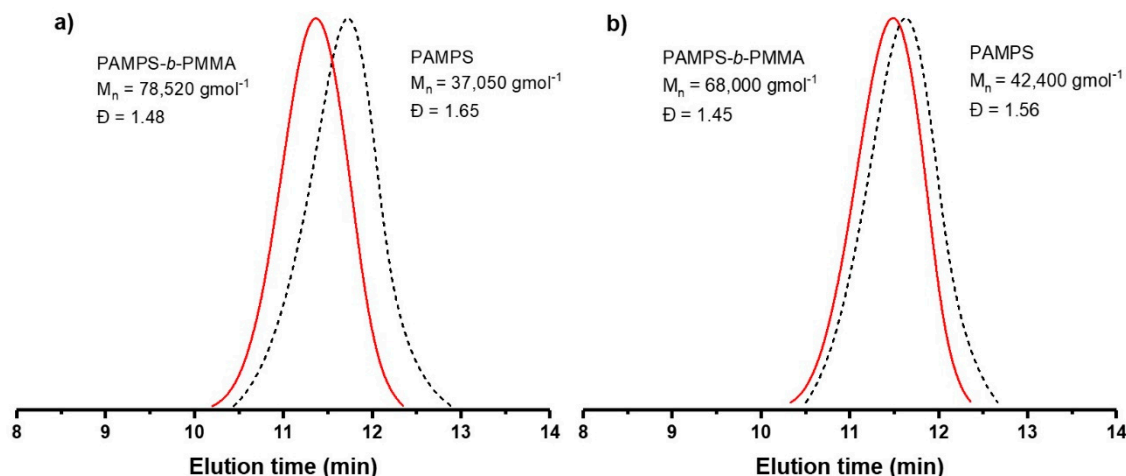 a)
PAMPS-b-PMMA
Mn = 78,520 gmol-1
Đ = 1.48
PAMPS
Mn = 37,050 gmol-1
Đ = 1.65
8 9 10 11 12 13 14
Elution time (min)
b)
PAMPS-b-PMMA
Mn = 68,000 gmol-1
Đ = 1.45
PAMPS
Mn = 42,400 gmol-1
Đ = 1.56
8 9 10 11 12 13 14
Elution time (min)